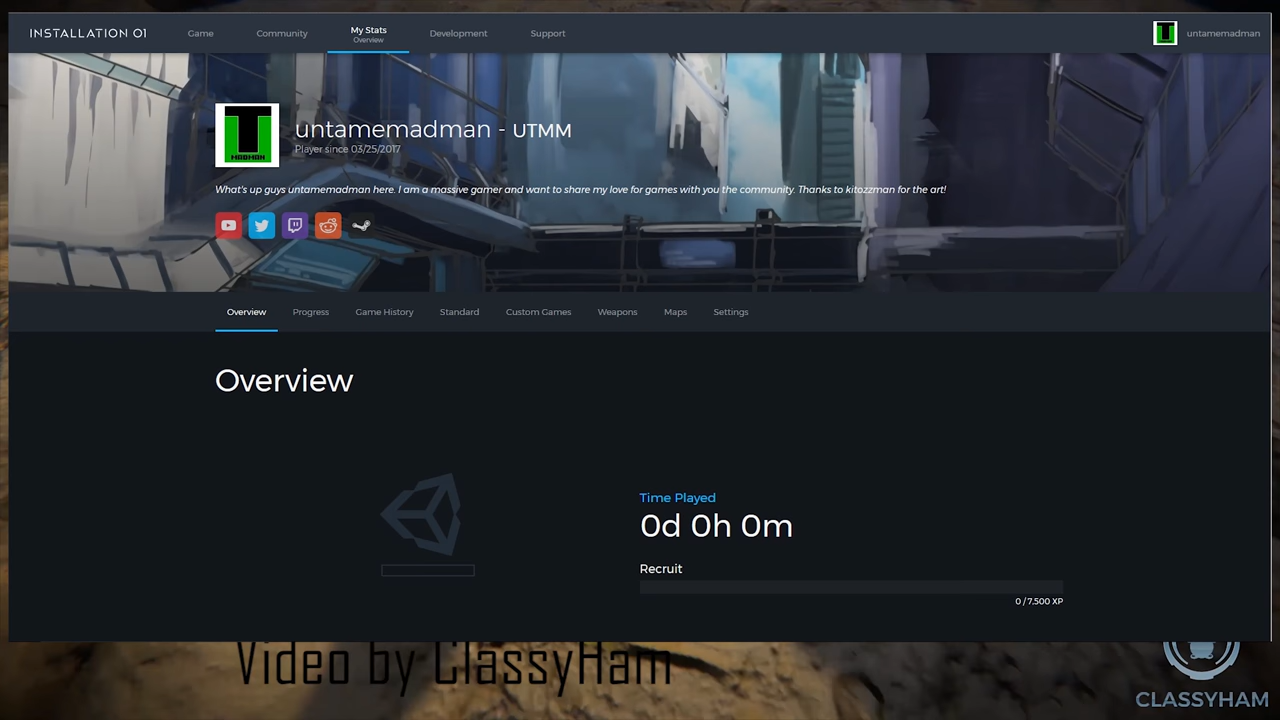 INSTALLATION 01
Game
Community
My Stats
Overview
Development
Support
untamemadman
MADMAN
untamemadman - UTMM
Player since 03/25/2017
What's up guys untamemadman here. I am a massive gamer and want to share my love for games with you the community. Thanks to kitozzman for the art!
Overview
Progress
Game History
Standard
Custom Games
Weapons
Maps
Settings
Overview
Time Played
0d 0h 0m
Recruit
0 / 7,500 XP
Video by ClassyHam
CLASSYHAM